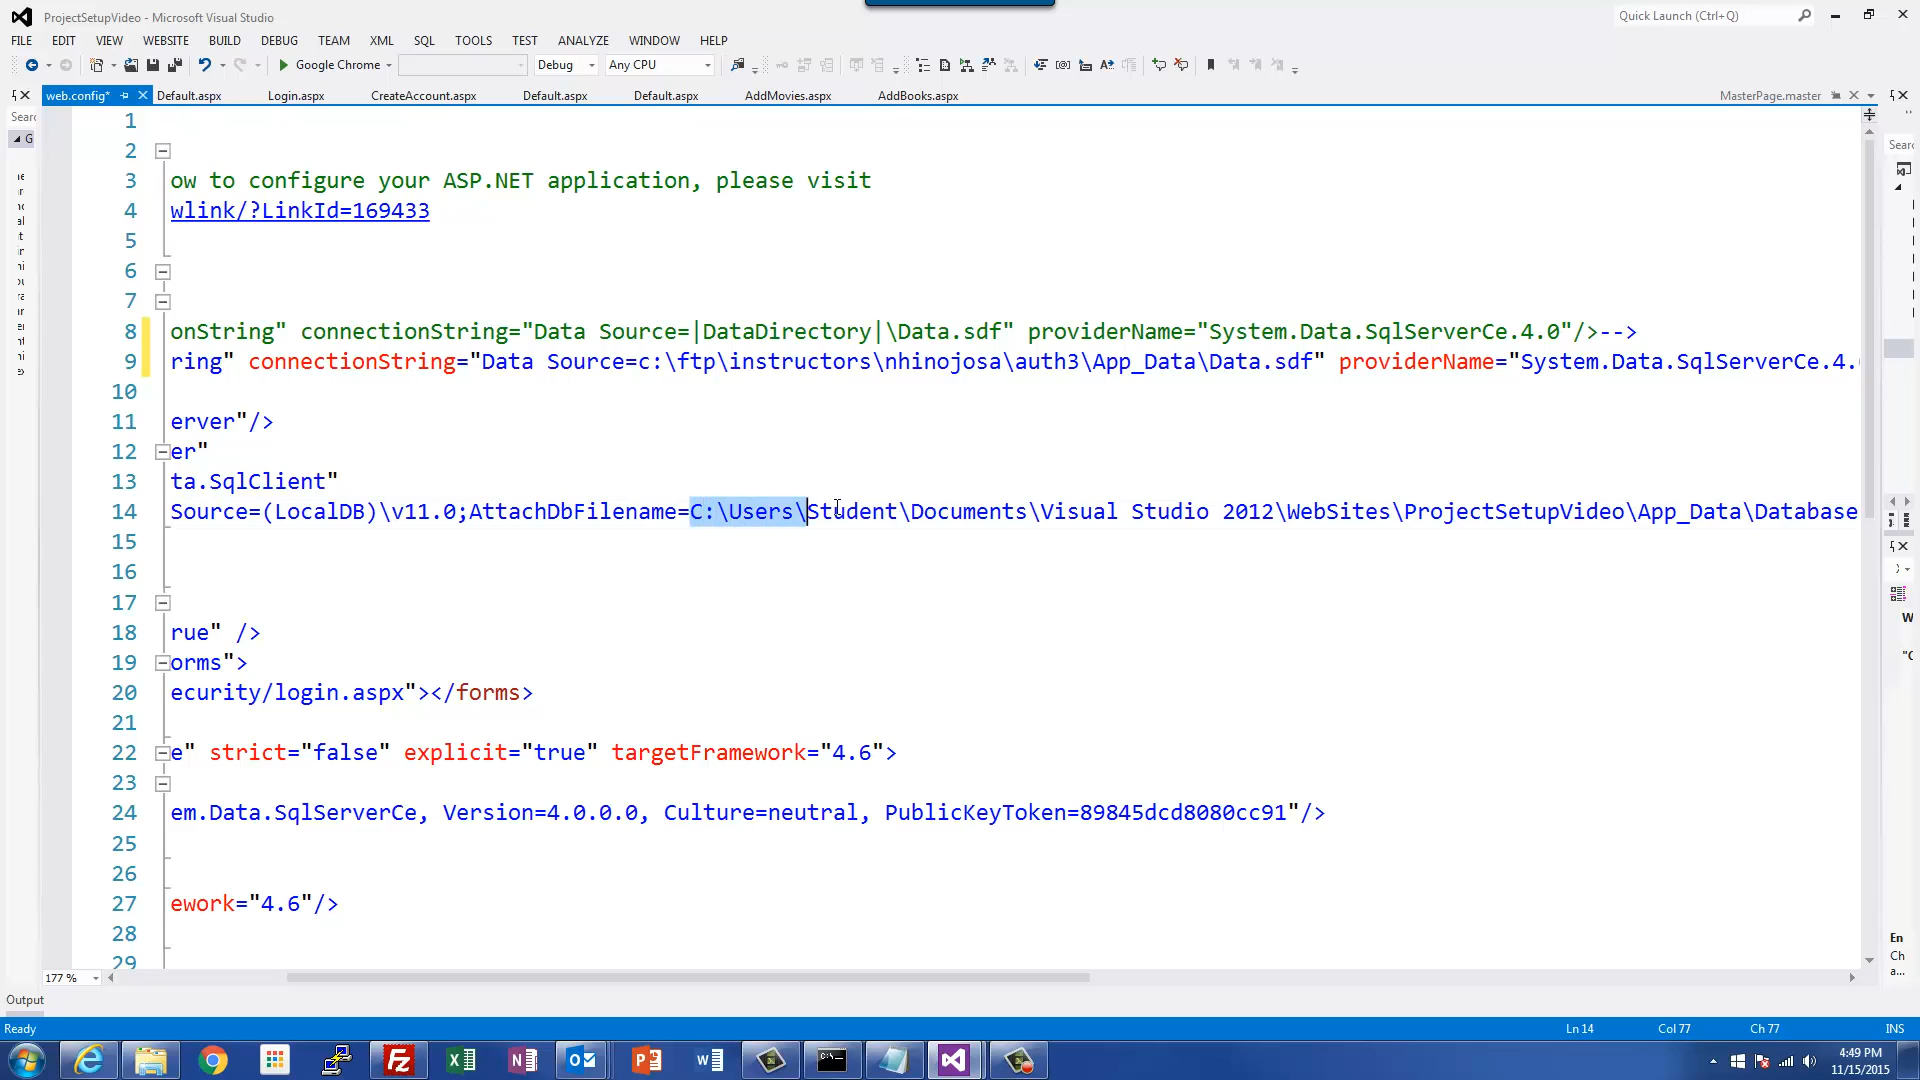 ProjectSetupVideo - Microsoft Visual Studio
Quick Launch (Ctrl+Q)
FILE EDIT VIEW WEBSITE BUILD DEBUG TEAM XML SQL TOOLS TEST ANALYZE WINDOW HELP
Google Chrome Debug Any CPU
web.config* Default.aspx Login.aspx CreateAccount.aspx Default.aspx Default.aspx AddMovies.aspx AddBooks.aspx MasterPage.master
1
2
3 ow to configure your ASP.NET application, please visit
4 wlink/?LinkId=169433
5
6
7
8 onString" connectionString="Data Source=|DataDirectory|\Data.sdf" providerName="System.Data.SqlServerCe.4.0"/>-->
9 ring" connectionString="Data Source=c:\ftp\instructors\nhinojosa\auth3\App_Data\Data.sdf" providerName="System.Data.SqlServerCe.4.
10
11 erver"/>
12 er"
13 ta.SqlClient"
14 Source=(LocalDB)\v11.0;AttachDbFilename=C:\Users\Student\Documents\Visual Studio 2012\WebSites\ProjectSetupVideo\App_Data\Database
15
16
17
18 rue" />
19 orms">
20 ecurity/login.aspx"></forms>
21
22 e" strict="false" explicit="true" targetFramework="4.6">
23
24 em.Data.SqlServerCe, Version=4.0.0.0, Culture=neutral, PublicKeyToken=89845dcd8080cc91"/>
25
26
27 ework="4.6"/>
28
29
177 %
Output
Ready Ln 14 Col 77 Ch 77 INS
4:49 PM
11/15/2015